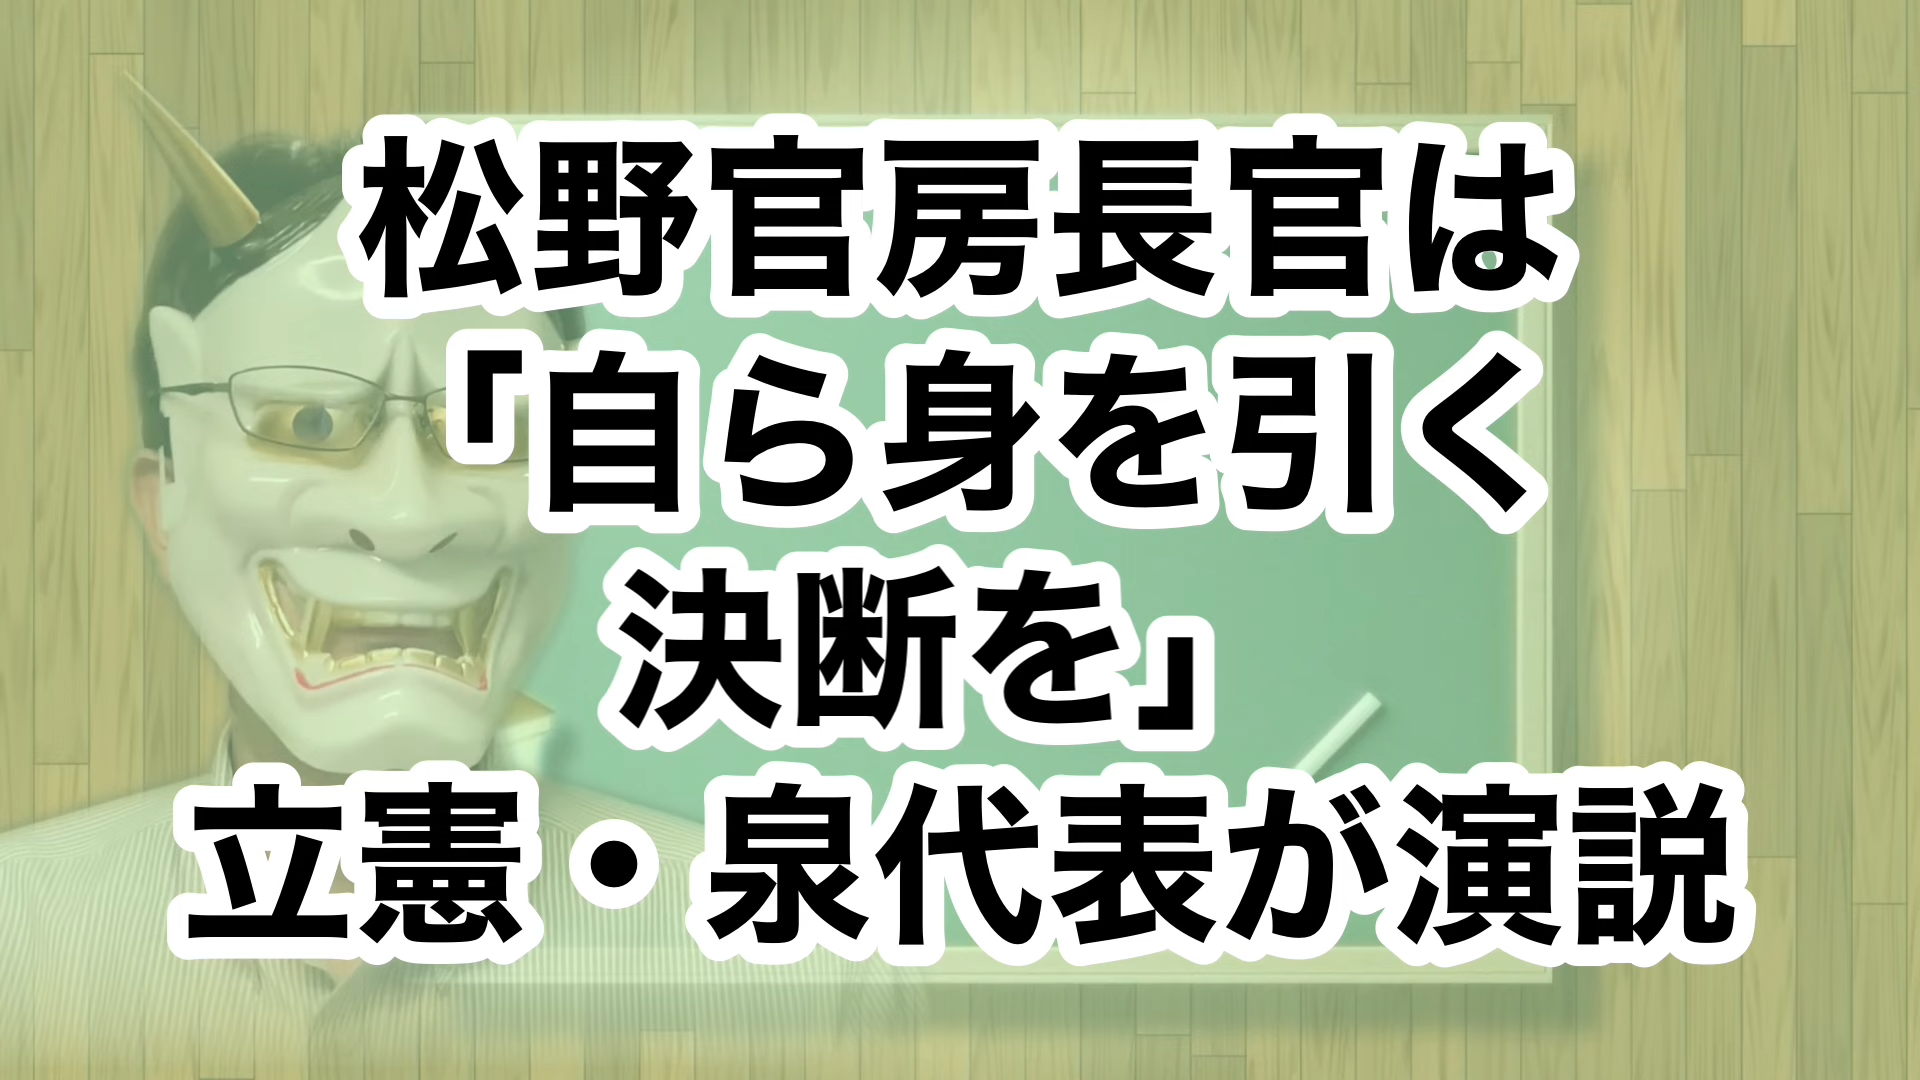 松野官房長官は
「自ら身を引く
決断を」
立憲・泉代表が演説